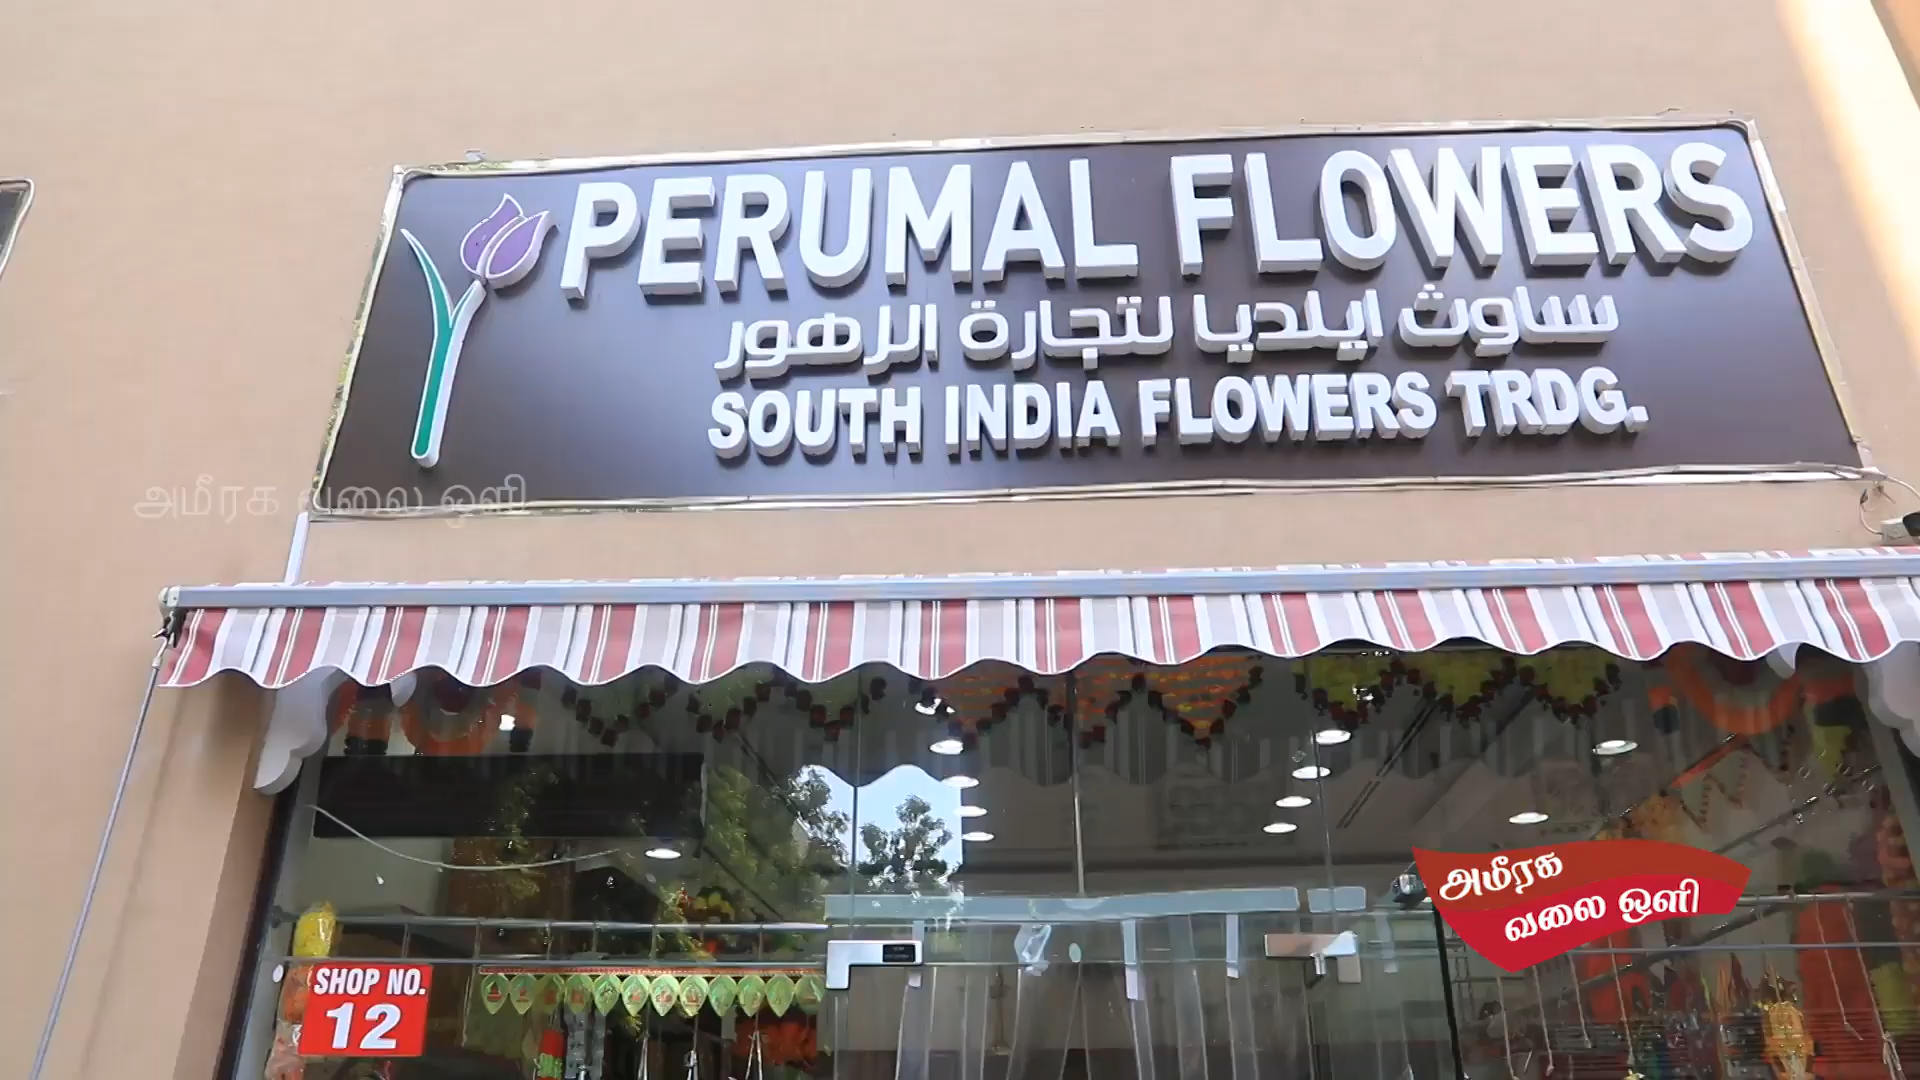 PERUMAL FLOWERS
ساوث ايلديا لتجارة الزهور
SOUTH INDIA FLOWERS TRDG.
அமீரக வலை ஒளி
அமீரக
வலை ஒளி
SHOP NO.
12